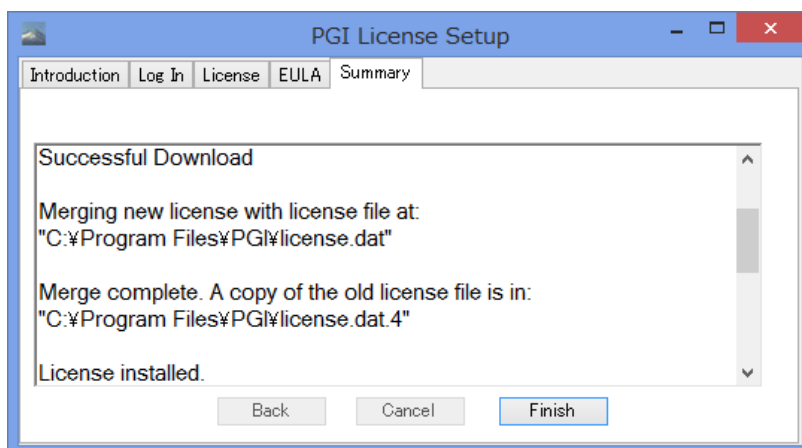 PGI License Setup
Introduction Log In License EULA Summary
Successful Download
Merging new license with license file at:
"C:¥Program Files¥PGI¥license.dat"
Merge complete. A copy of the old license file is in:
"C:¥Program Files¥PGI¥license.dat.4"
License installed.
Back Cancel Finish